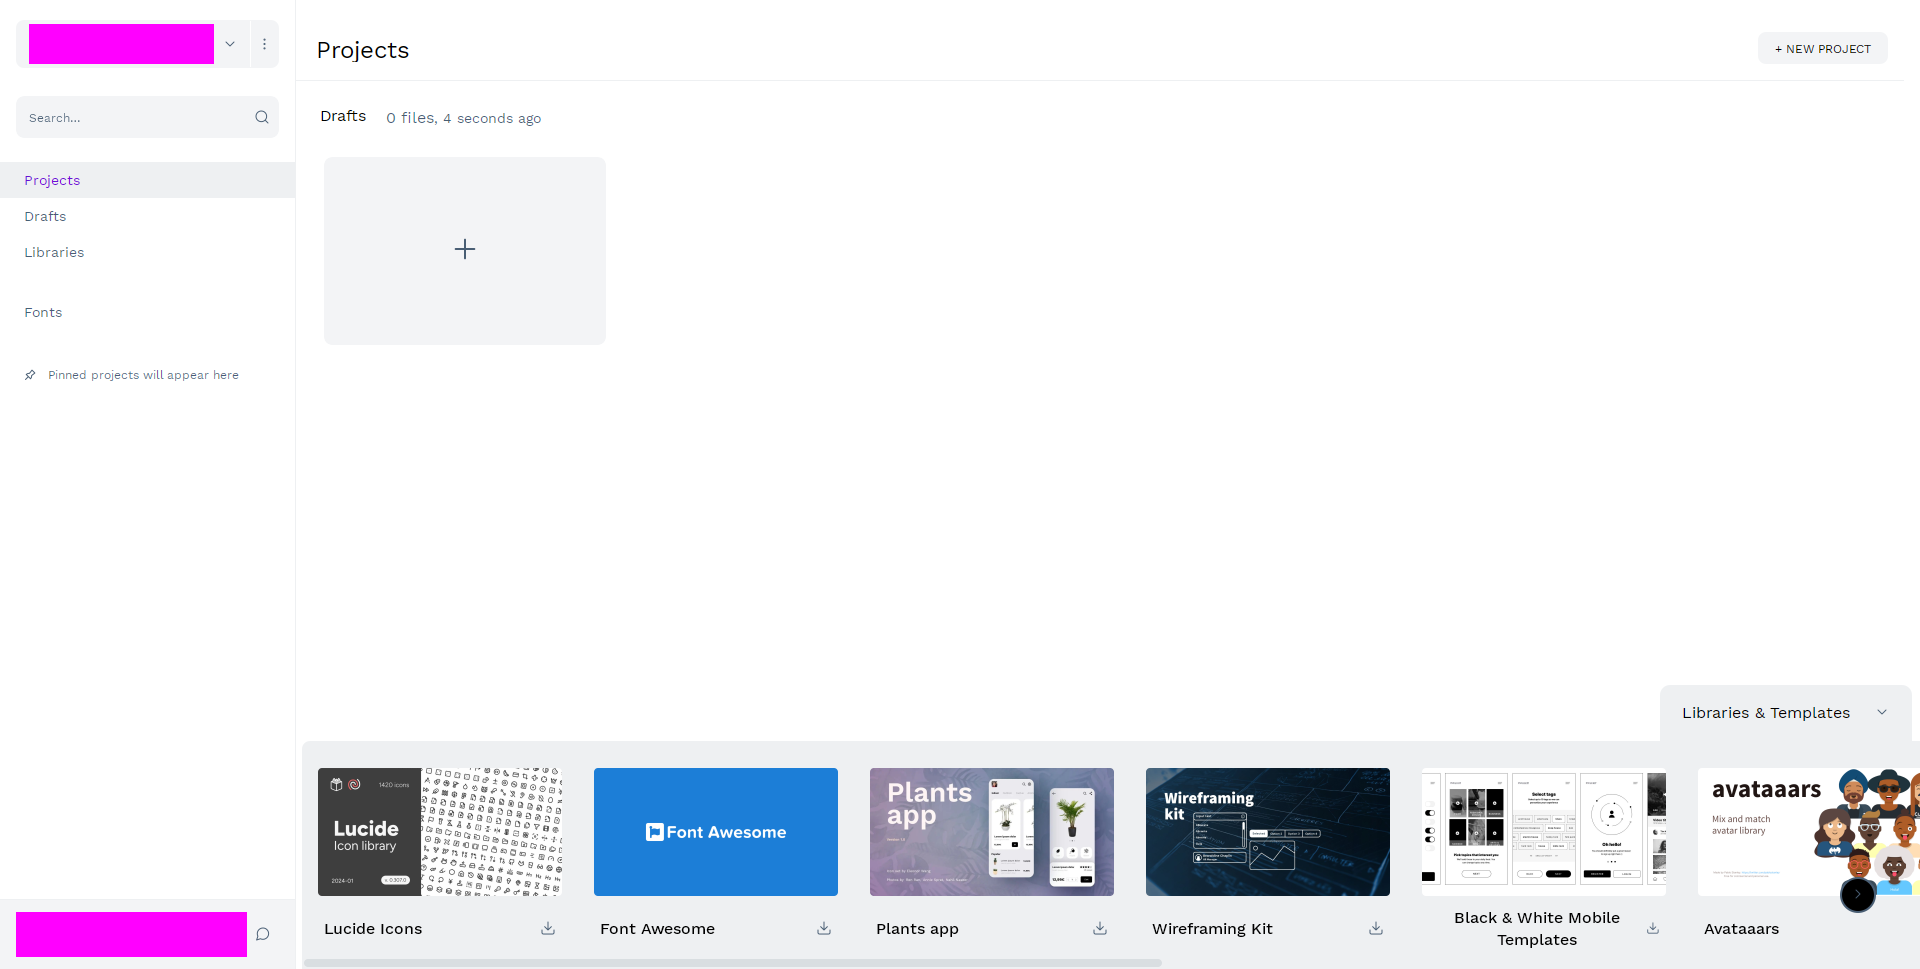 Projects
+ NEW PROJECT
Search...
Drafts 0 files, 4 seconds ago
Projects
Drafts
Libraries
Fonts
Pinned projects will appear here
Libraries & Templates
1420 icons
Lucide
Icon library
2024-01
Font Awesome
Plants
app
Wireframing
kit
Select tags
Oh hello!
avataaars
Mix and match
avatar library
Lucide Icons
Font Awesome
Plants app
Wireframing Kit
Black & White Mobile
Templates
Avataaars